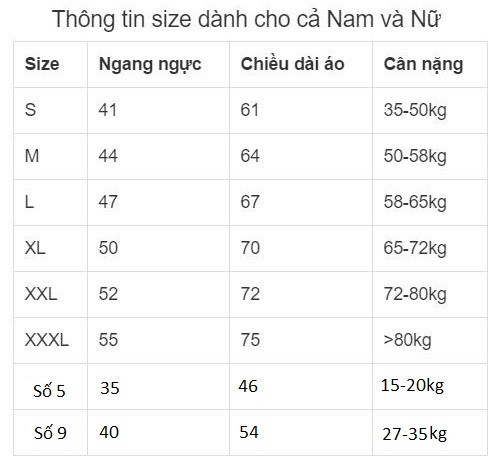 Thông tin size dành cho cả Nam và Nữ
Size Ngang ngực Chiều dài áo Cân nặng
S 41 61 35-50kg
M 44 64 50-58kg
L 47 67 58-65kg
XL 50 70 65-72kg
XXL 52 72 72-80kg
XXXL 55 75 >80kg
Số 5 35 46 15-20kg
Số 9 40 54 27-35kg